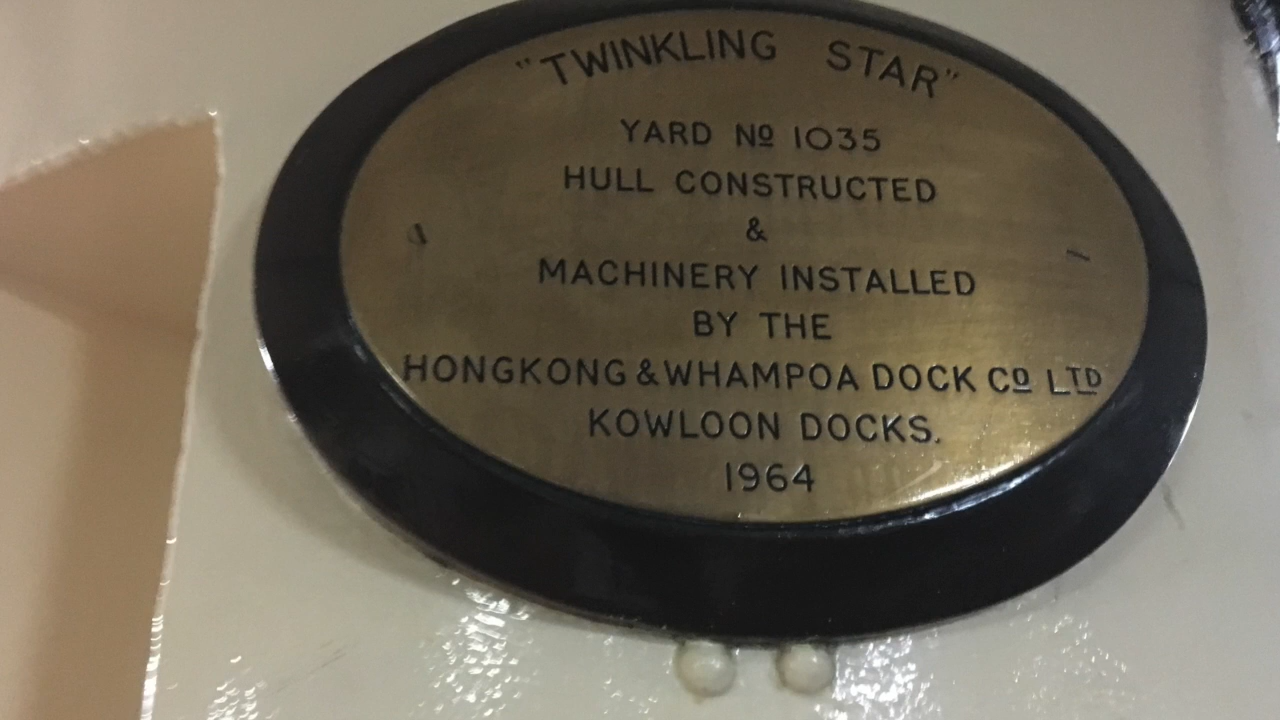 "TWINKLING STAR"
YARD Nº 1035
HULL CONSTRUCTED
&
MACHINERY INSTALLED
BY THE
HONGKONG & WHAMPOA DOCK Cº LTD
KOWLOON DOCKS.
1964